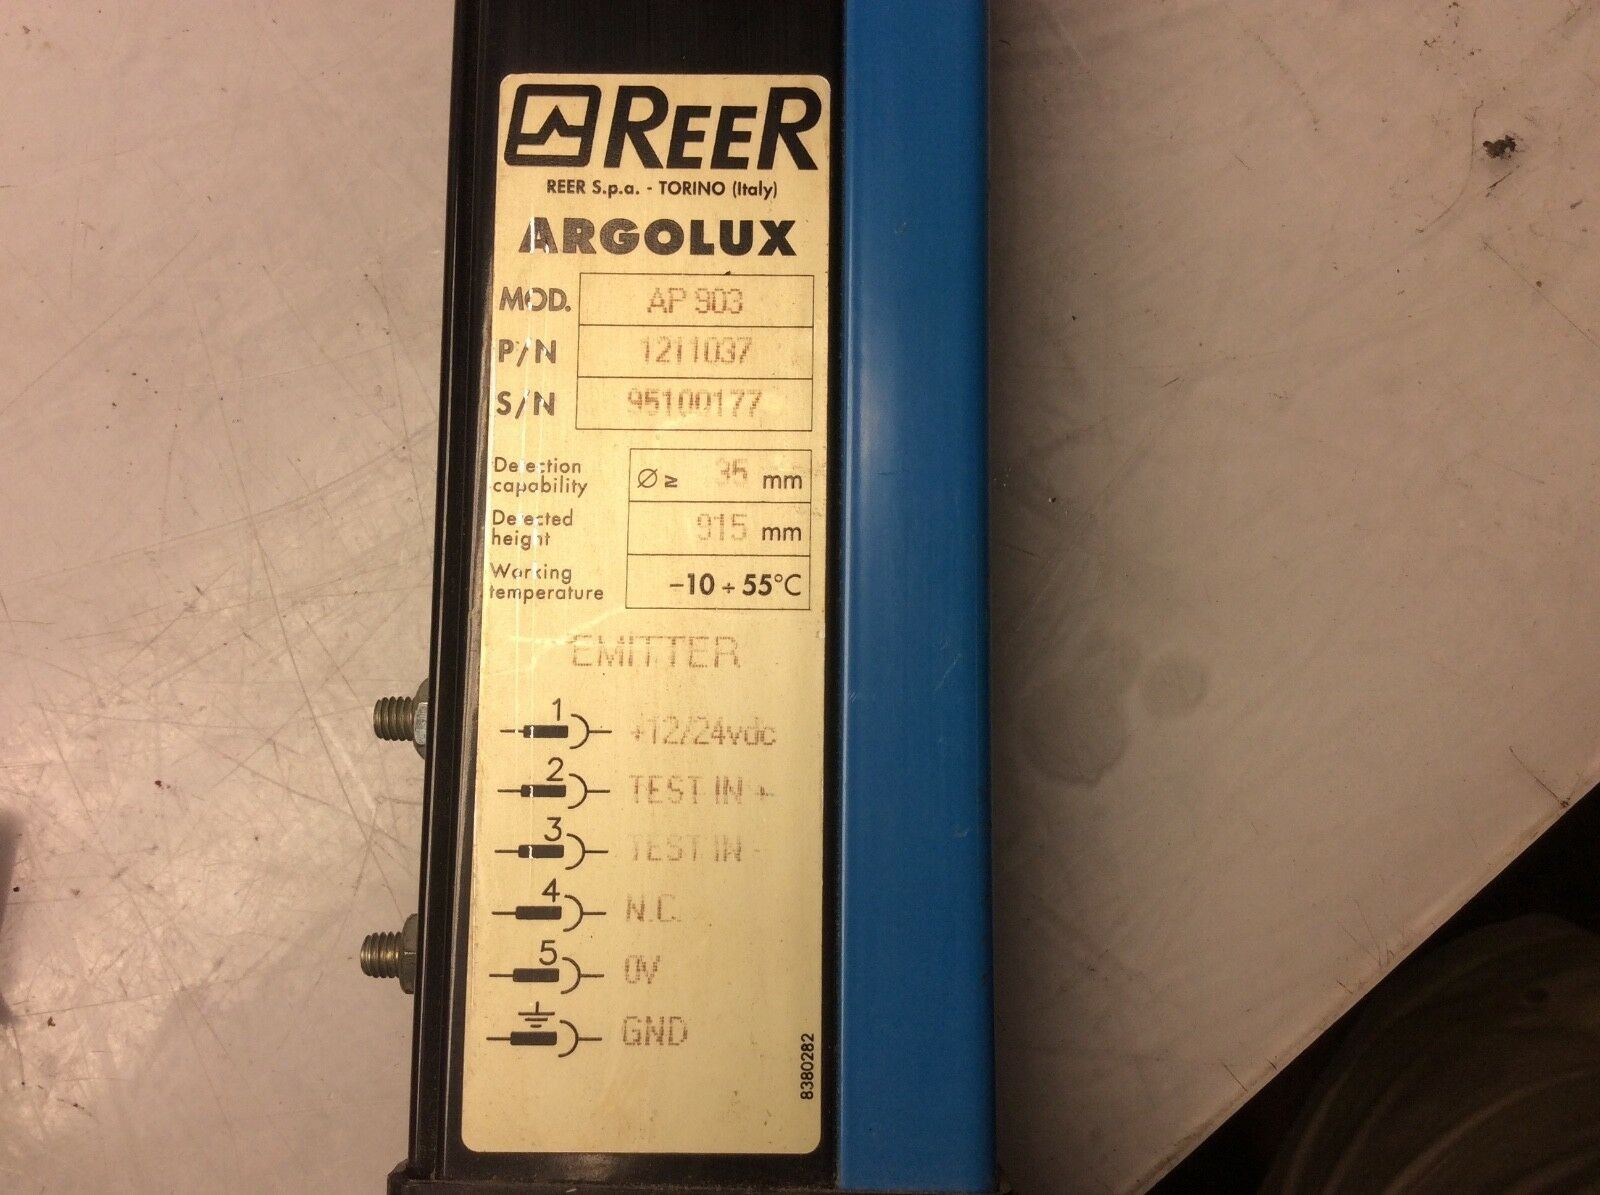 REER
REER S.p.a. - TORINO (Italy)
ARGOLUX
MOD. AP 903
P/N 1211037
S/N 95100177
Detection capability Ø ≥ 35 mm
Detected height 915 mm
Working temperature -10 ÷ 55°C
EMITTER
1 +12/24vdc
2 TEST IN +
3 TEST IN -
4 N.C.
5 0V
GND
8380282